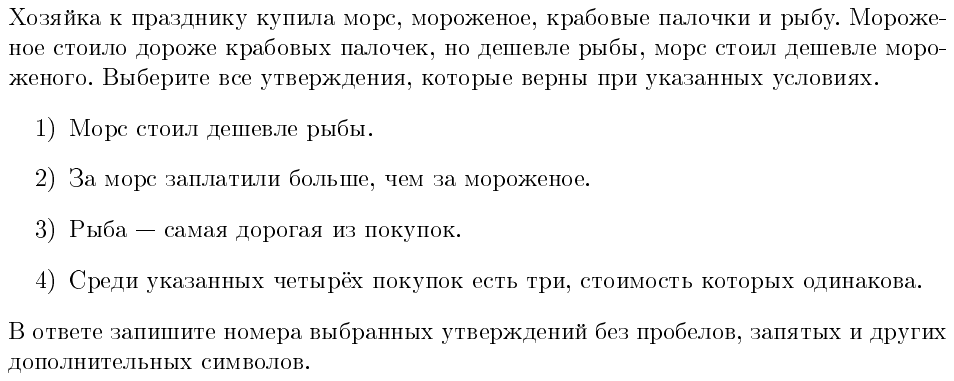 Хозяйка к празднику купила морс, мороженое, крабовые палочки и рыбу. Мороже-
ное стоило дороже крабовых палочек, но дешевле рыбы, морс стоил дешевле моро-
женого. Выберите все утверждения, которые верны при указанных условиях.
1) Морс стоил дешевле рыбы.
2) За морс заплатили больше, чем за мороженое.
3) Рыба — самая дорогая из покупок.
4) Среди указанных четырёх покупок есть три, стоимость которых одинакова.
В ответе запишите номера выбранных утверждений без пробелов, запятых и других
дополнительных символов.